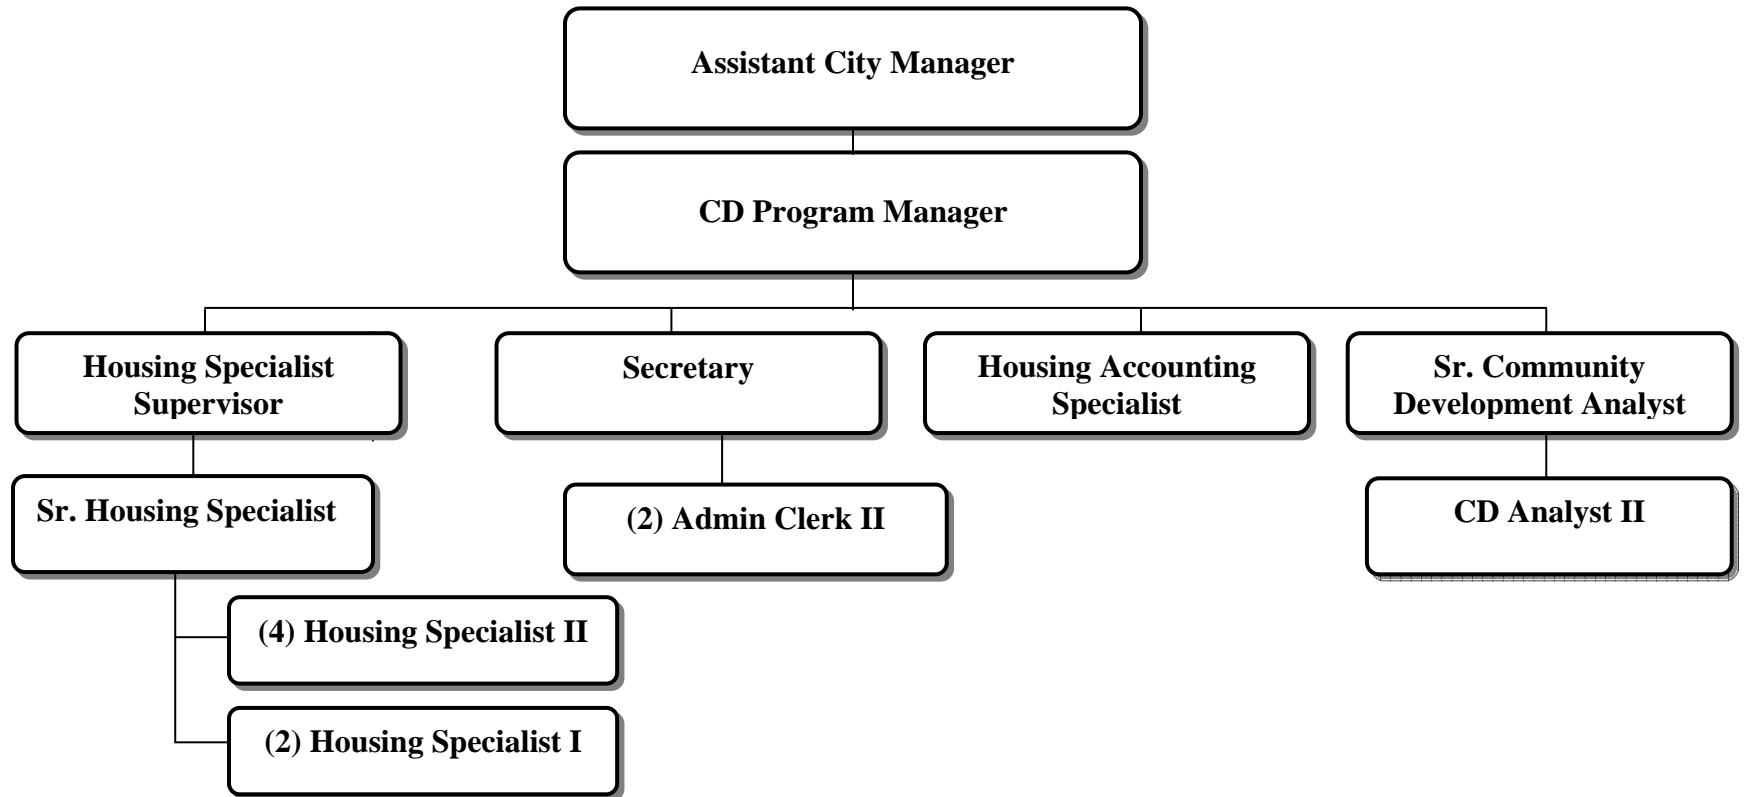 Assistant City Manager
CD Program Manager
Housing Specialist
Supervisor
Secretary
Housing Accounting
Specialist
Sr. Community
Development Analyst
Sr. Housing Specialist
(2) Admin Clerk II
CD Analyst II
(4) Housing Specialist II
(2) Housing Specialist I